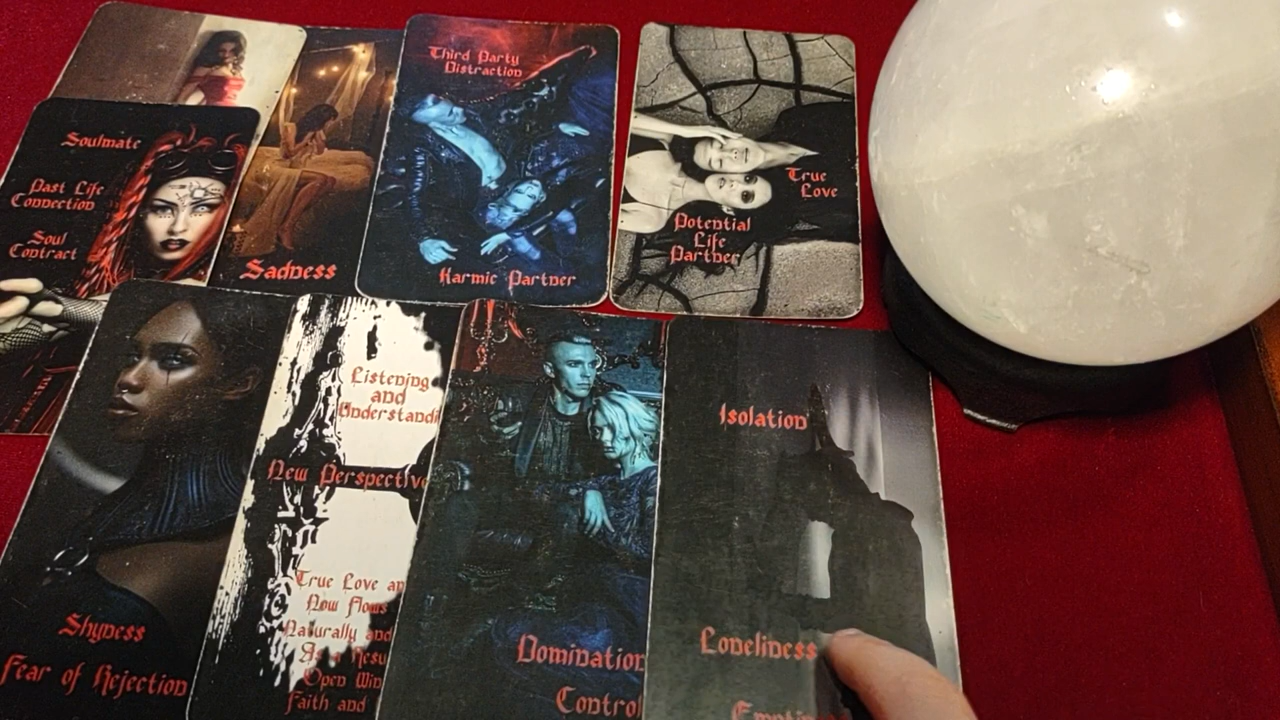 Soulmate
Past Life
Connection
Soul
Contract
Sadness
Third Party
Distraction
Karmic Partner
True
Love
Potential
Life
Partner
Shyness
Fear of Rejection
Listening
and
Understandi
New Perspective
True Love an
Now Flows
Naturally and
As a Resu
Open Win
Faith and
Domination
Control
Isolation
Loneliness